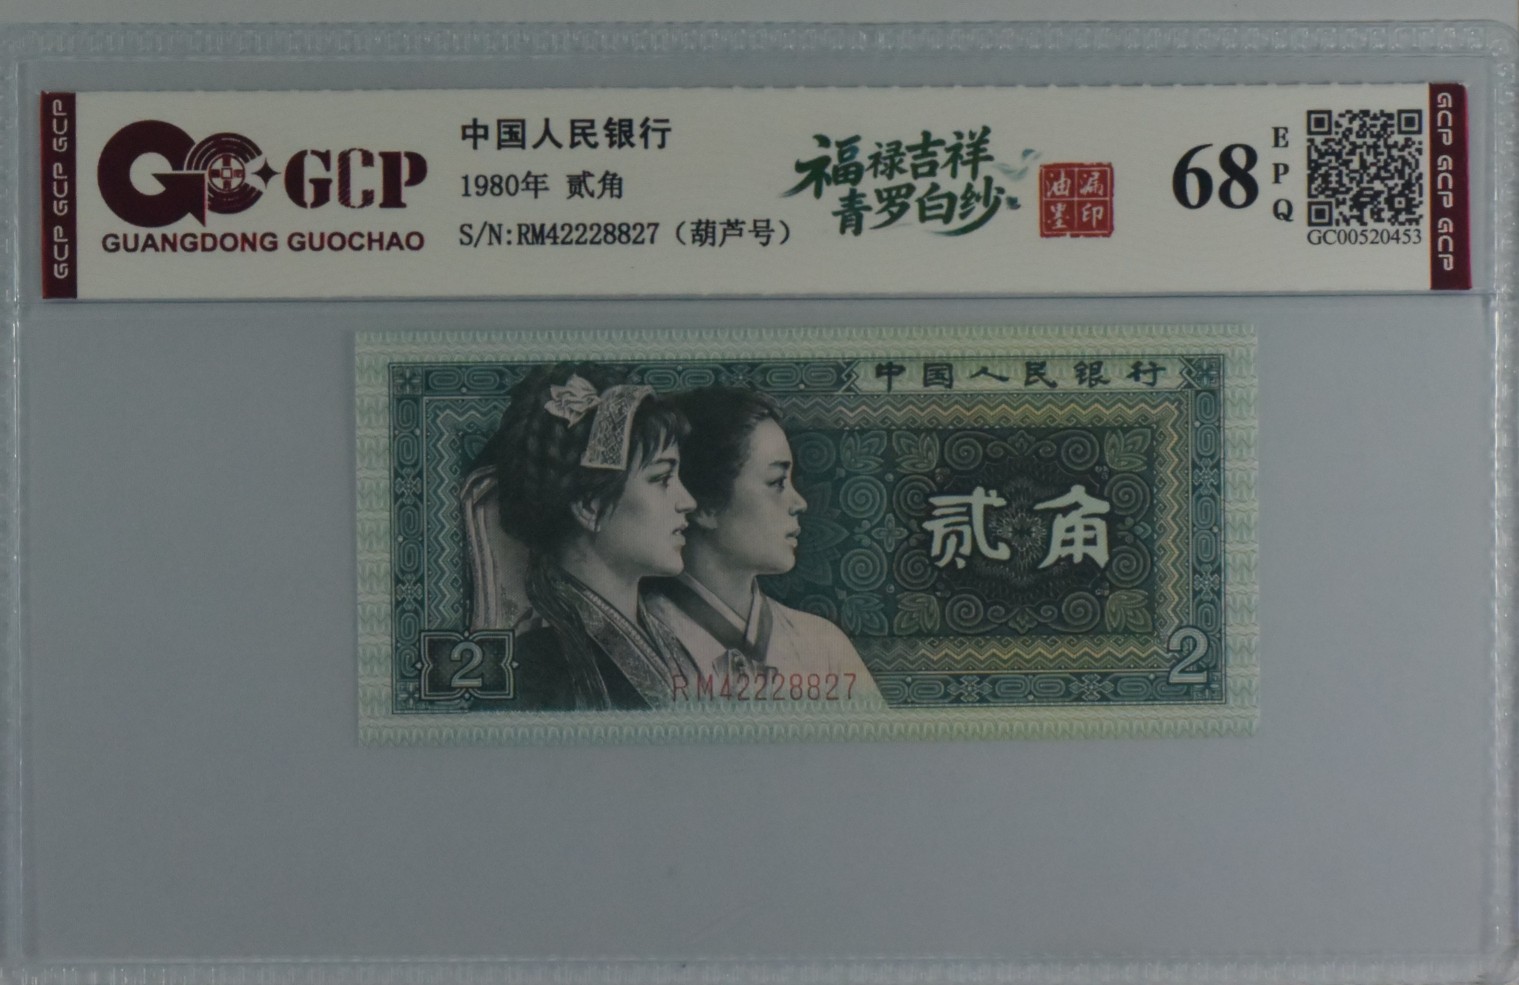 GCP GCP GCP
GCP
GUANGDONG GUOCHAO
中国人民银行
1980年 贰角
S/N:RM42228827（葫芦号）
福禄吉祥
青罗白纱
油漏
墨印
68
EPQ
GC00520453
GCP GCP GCP
中国人民银行
贰角
2
2
RM42228827